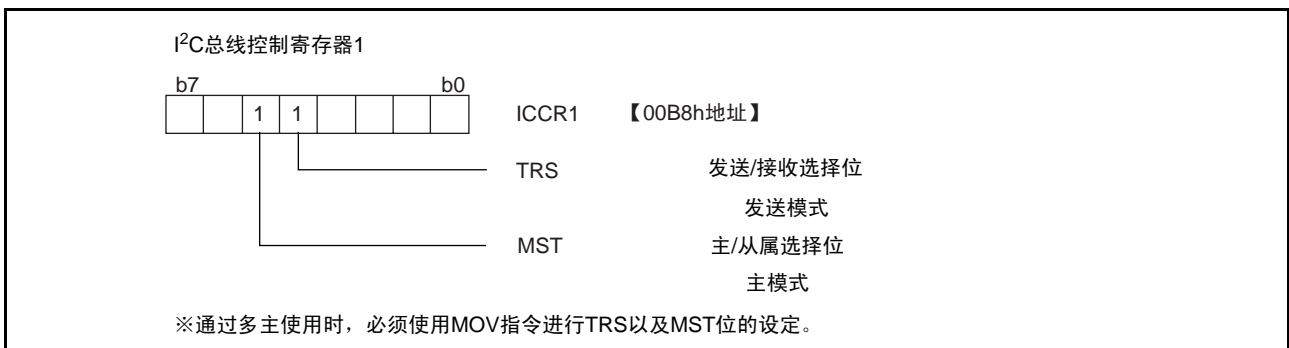 I²C总线控制寄存器1
b7 b0
1 1 ICCR1 【00B8h地址】
TRS 发送/接收选择位
发送模式
MST 主/从属选择位
主模式
※通过多主使用时，必须使用MOV指令进行TRS以及MST位的设定。